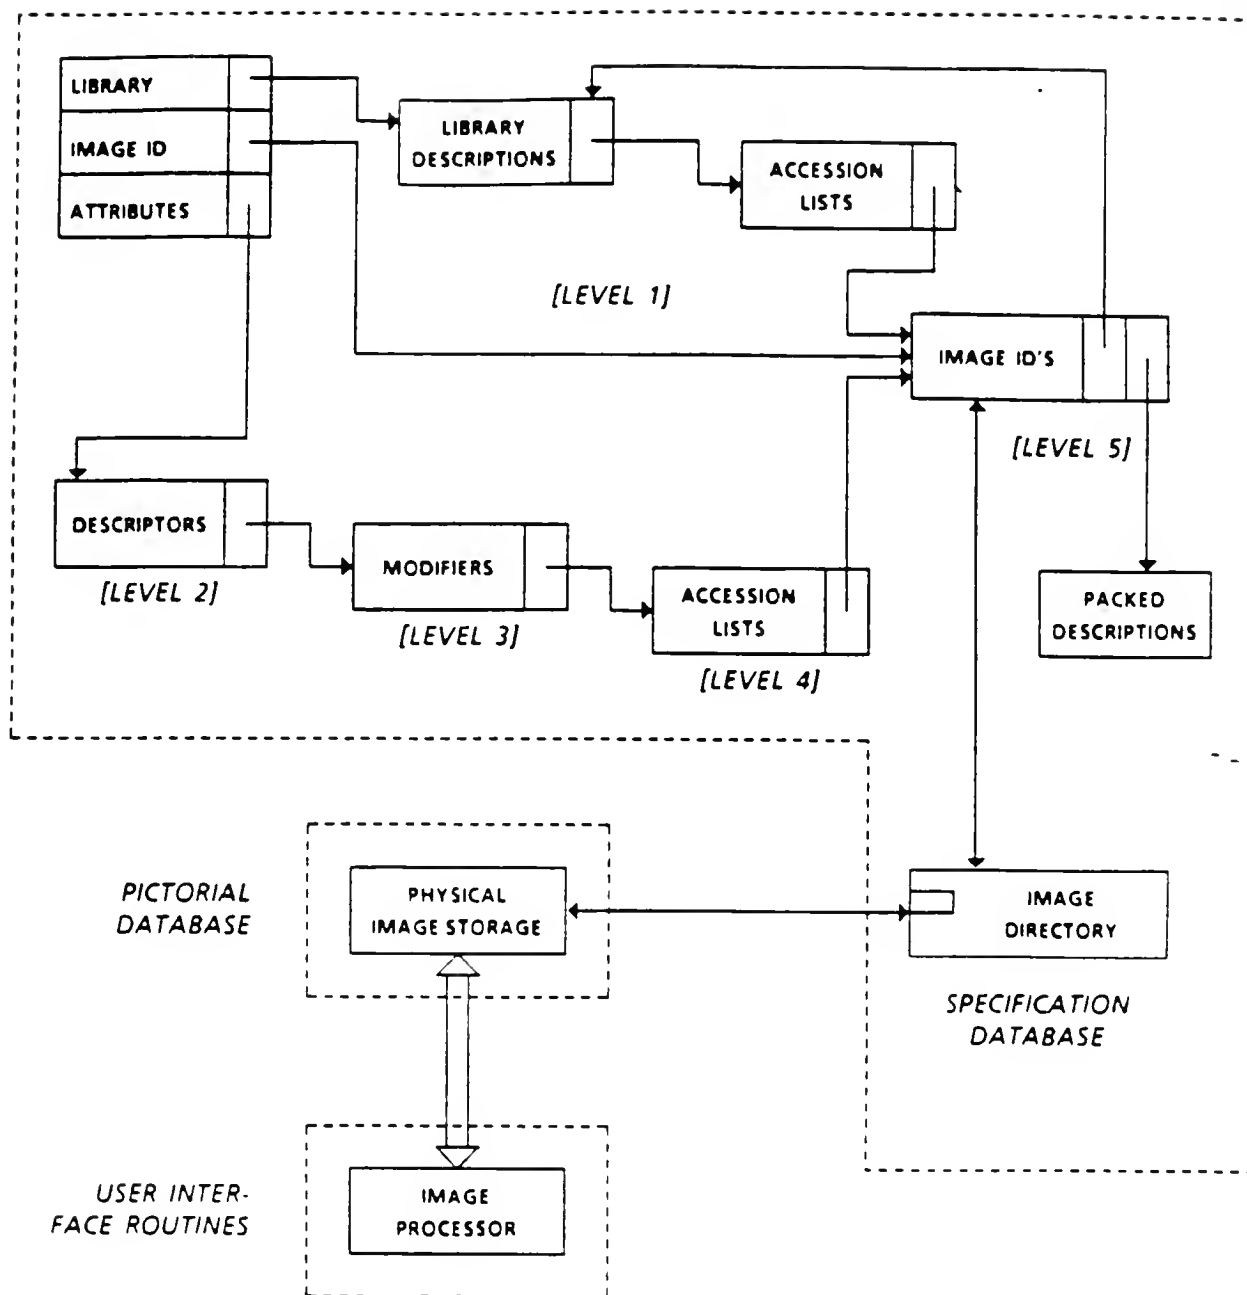 LIBRARY
IMAGE ID
ATTRIBUTES
LIBRARY
DESCRIPTIONS
ACCESSION
LISTS
[LEVEL 1]
IMAGE ID'S
[LEVEL 5]
DESCRIPTORS
[LEVEL 2]
MODIFIERS
[LEVEL 3]
ACCESSION
LISTS
[LEVEL 4]
PACKED
DESCRIPTIONS
PICTORIAL
DATABASE
PHYSICAL
IMAGE STORAGE
IMAGE
DIRECTORY
SPECIFICATION
DATABASE
USER INTER-
FACE ROUTINES
IMAGE
PROCESSOR